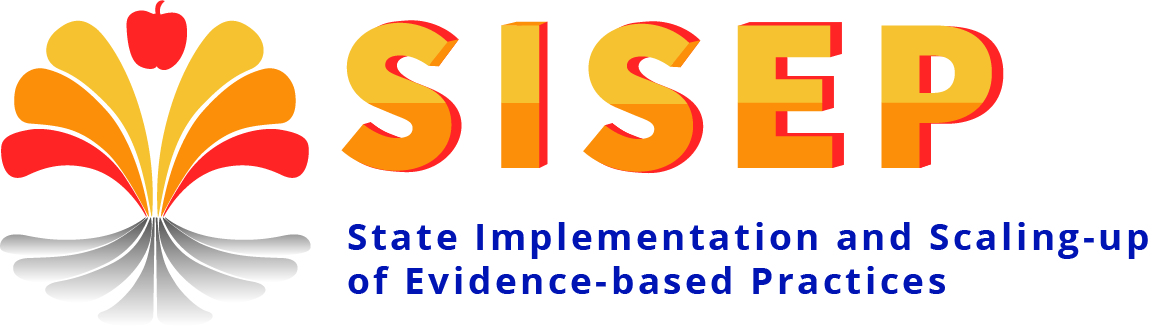 SISEP
State Implementation and Scaling-up
of Evidence-based Practices